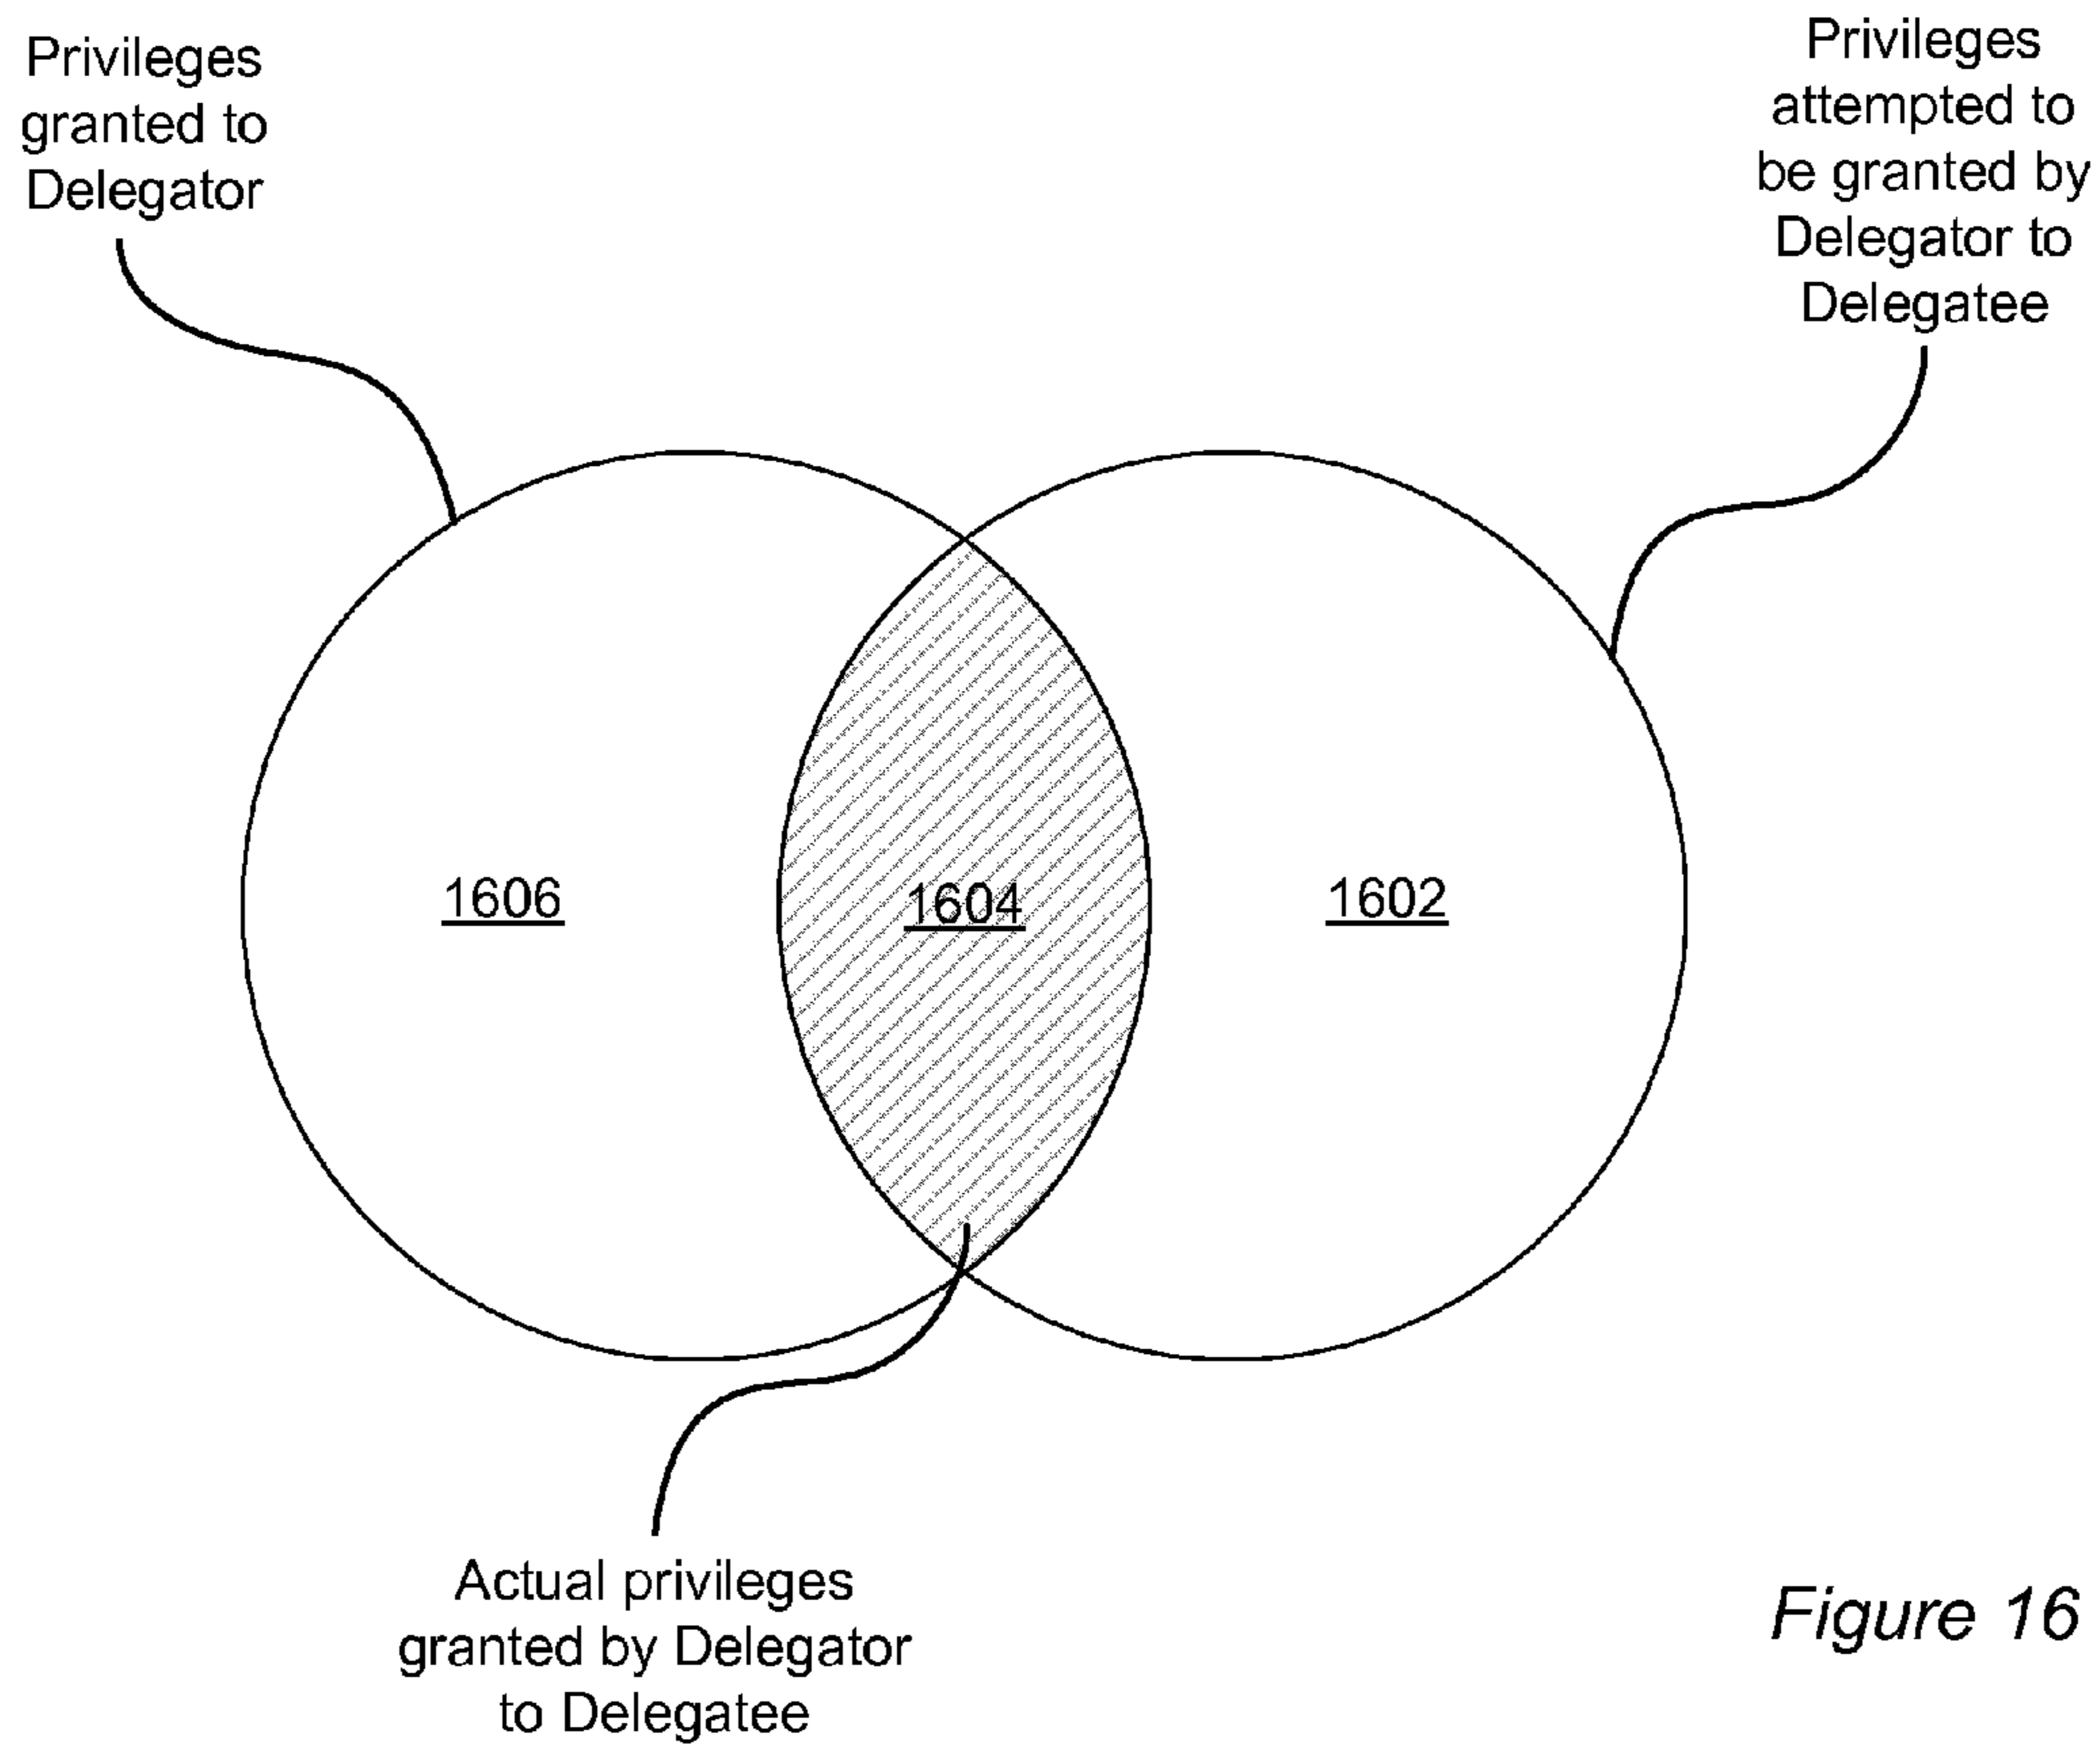 Privileges
granted to
Delegator
Privileges
attempted to
be granted by
Delegator to
Delegatee
1606
1604
1602
Actual privileges
granted by Delegator
to Delegatee
Figure 16